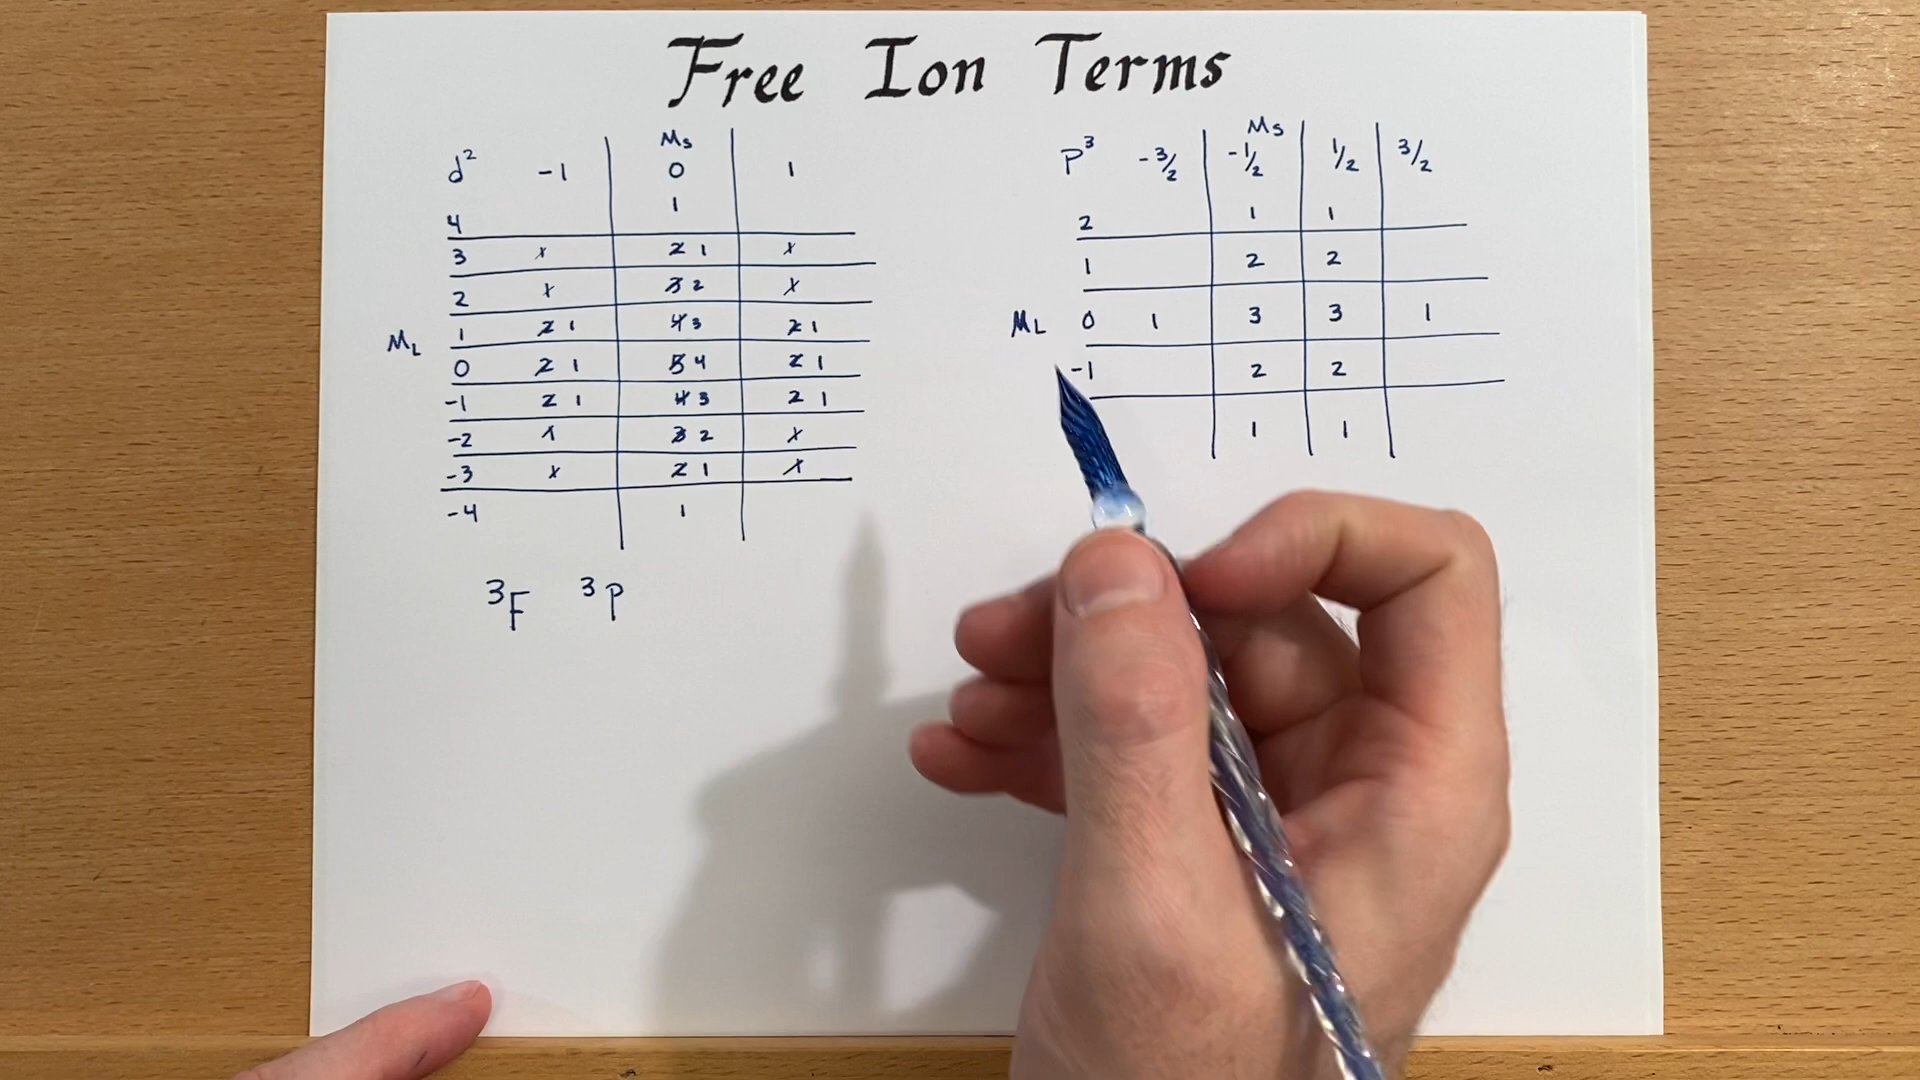 Free Ion Terms
Ms
d² -1 0 1
4 1
3 x 2 1 x
2 x 3 2 x
ML 1 2 1 4 3 2 1
0 2 1 5 4 2 1
-1 2 1 4 3 2 1
-2 x 3 2 x
-3 x 2 1 x
-4 1
³F ³P
Ms
P³ -3/2 -1/2 1/2 3/2
2 1 1
1 2 2
ML 0 1 3 3 1
-1 2 2
1 1